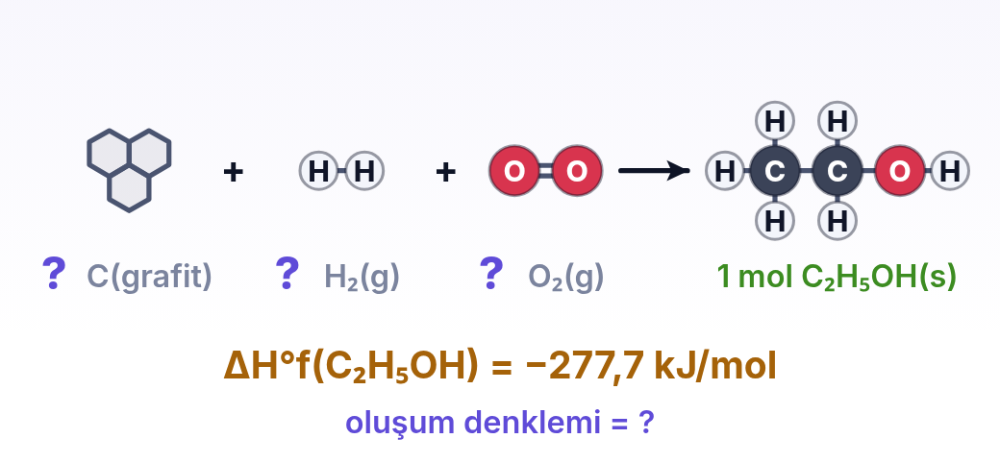 H H
+ H-H + O=O → H-C-C-O-H
H H
? C(grafit) ? H₂(g) ? O₂(g) 1 mol C₂H₅OH(s)
ΔH°f(C₂H₅OH) = −277,7 kJ/mol
oluşum denklemi = ?